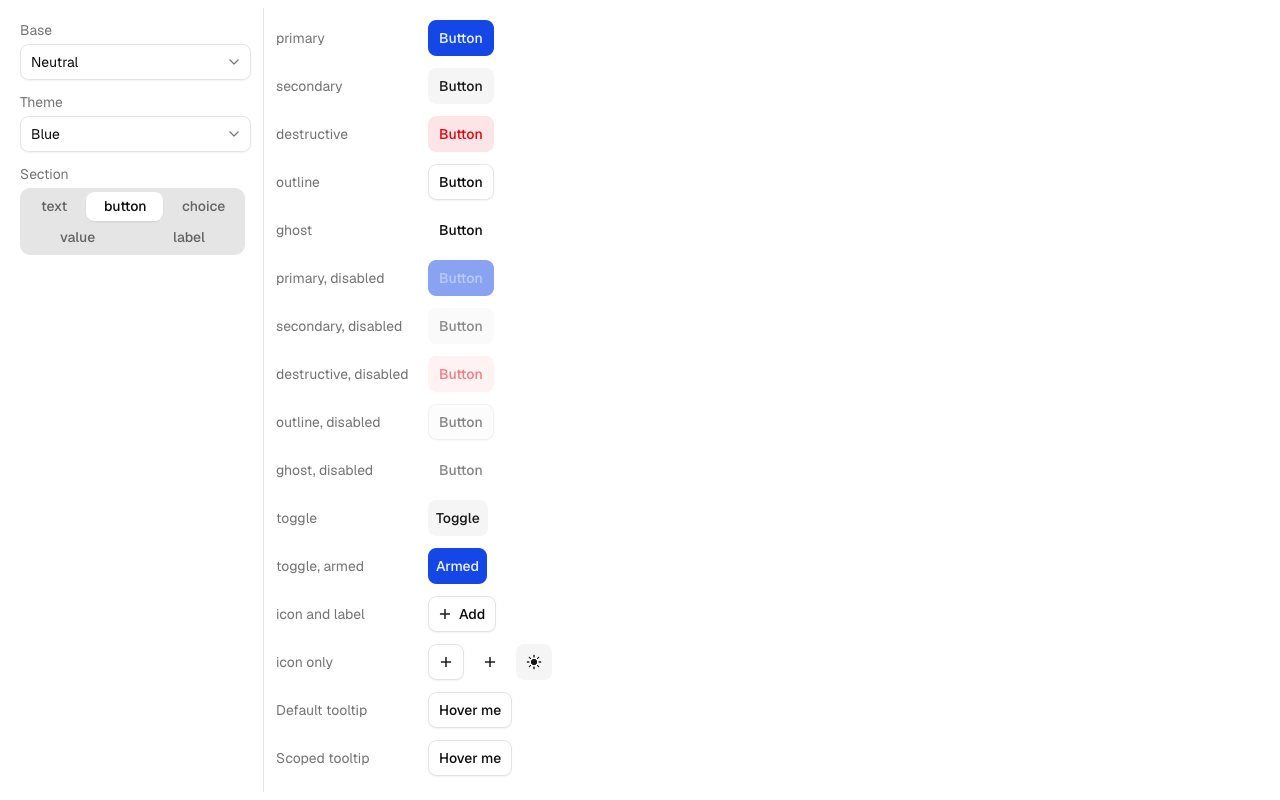 Base
Neutral
Theme
Blue
Section
text button choice
value label
primary Button
secondary Button
destructive Button
outline Button
ghost Button
primary, disabled Button
secondary, disabled Button
destructive, disabled Button
outline, disabled Button
ghost, disabled Button
toggle Toggle
toggle, armed Armed
icon and label + Add
icon only + +
Default tooltip Hover me
Scoped tooltip Hover me